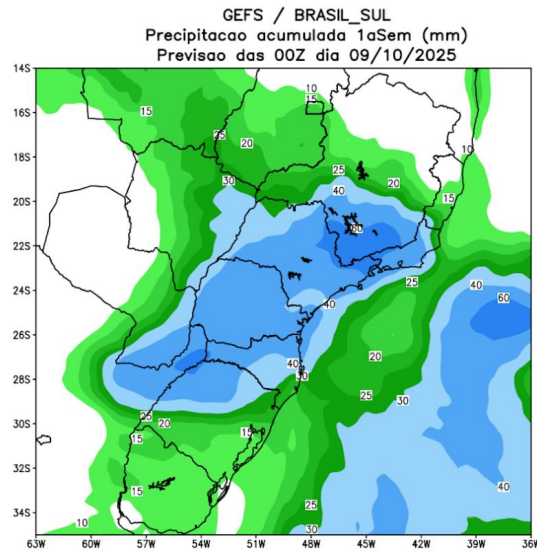 GEFS / BRASIL_SUL
Precipitacao acumulada 1aSem (mm)
Previsao das 00Z dia 09/10/2025
14S
10
15
15
16S
25
20
10
18S
25
20
30
40
20S
15
60
22S
25
24S
40
40
60
26S
20
40
28S
30
25
30
25
20
30S
15
15
32S
15
40
25
34S
10
30
63W 60W 57W 54W 51W 48W 45W 42W 39W 36W